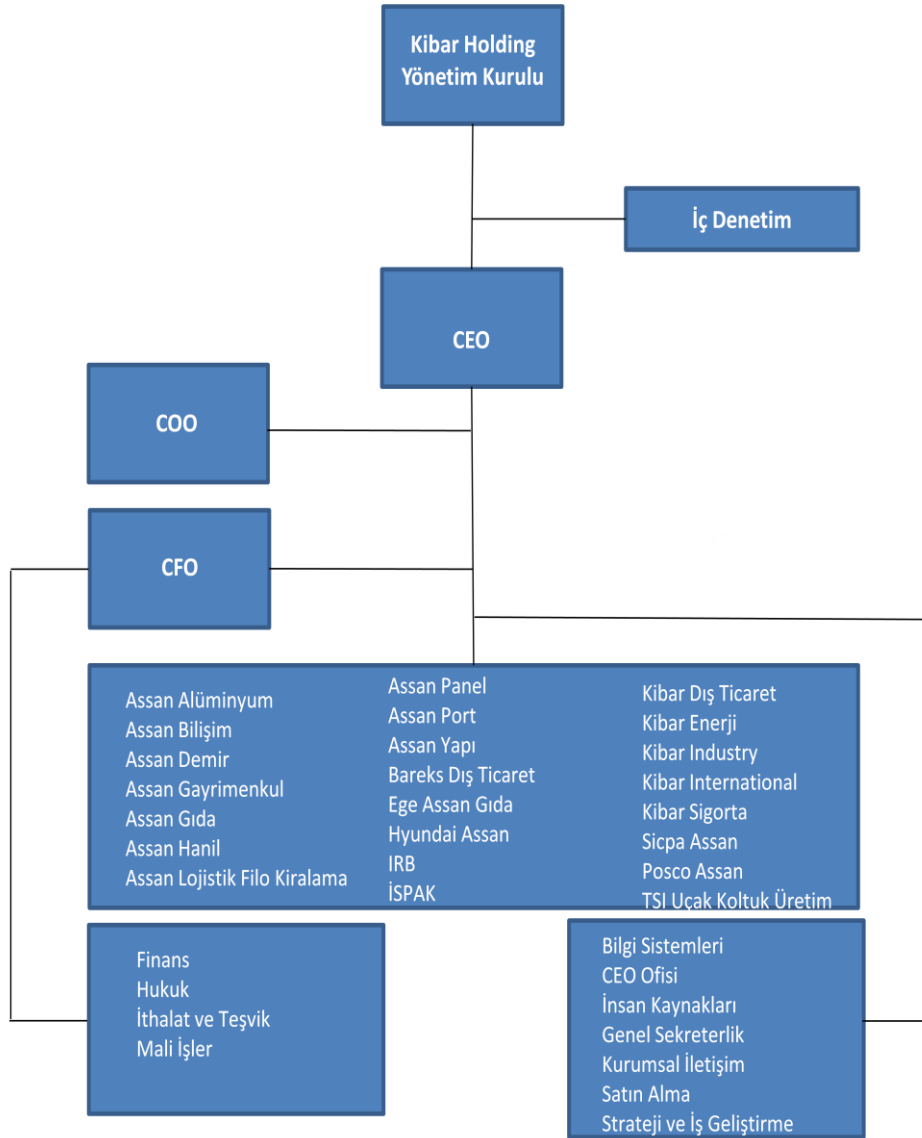 Kibar Holding
Yönetim Kurulu
İç Denetim
CEO
COO
CFO
Assan Alüminyum
Assan Bilişim
Assan Demir
Assan Gayrimenkul
Assan Gıda
Assan Hanil
Assan Lojistik Filo Kiralama
Assan Panel
Assan Port
Assan Yapı
Bareks Dış Ticaret
Ege Assan Gıda
Hyundai Assan
IRB
İSPAK
Kibar Dış Ticaret
Kibar Enerji
Kibar Industry
Kibar International
Kibar Sigorta
Sicpa Assan
Posco Assan
TSI Uçak Koltuk Üretim
Finans
Hukuk
İthalat ve Teşvik
Mali İşler
Bilgi Sistemleri
CEO Ofisi
İnsan Kaynakları
Genel Sekreterlik
Kurumsal İletişim
Satın Alma
Strateji ve İş Geliştirme